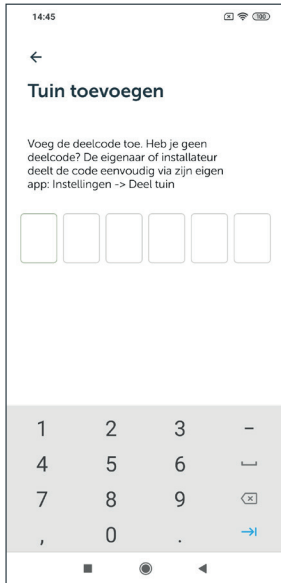 14:45
100
Tuin toevoegen
Voeg de deelcode toe. Heb je geen
deelcode? De eigenaar of installateur
deelt de code eenvoudig via zijn eigen
app: Instellingen -> Deel tuin
1 2 3 -
4 5 6
7 8 9
, 0 .